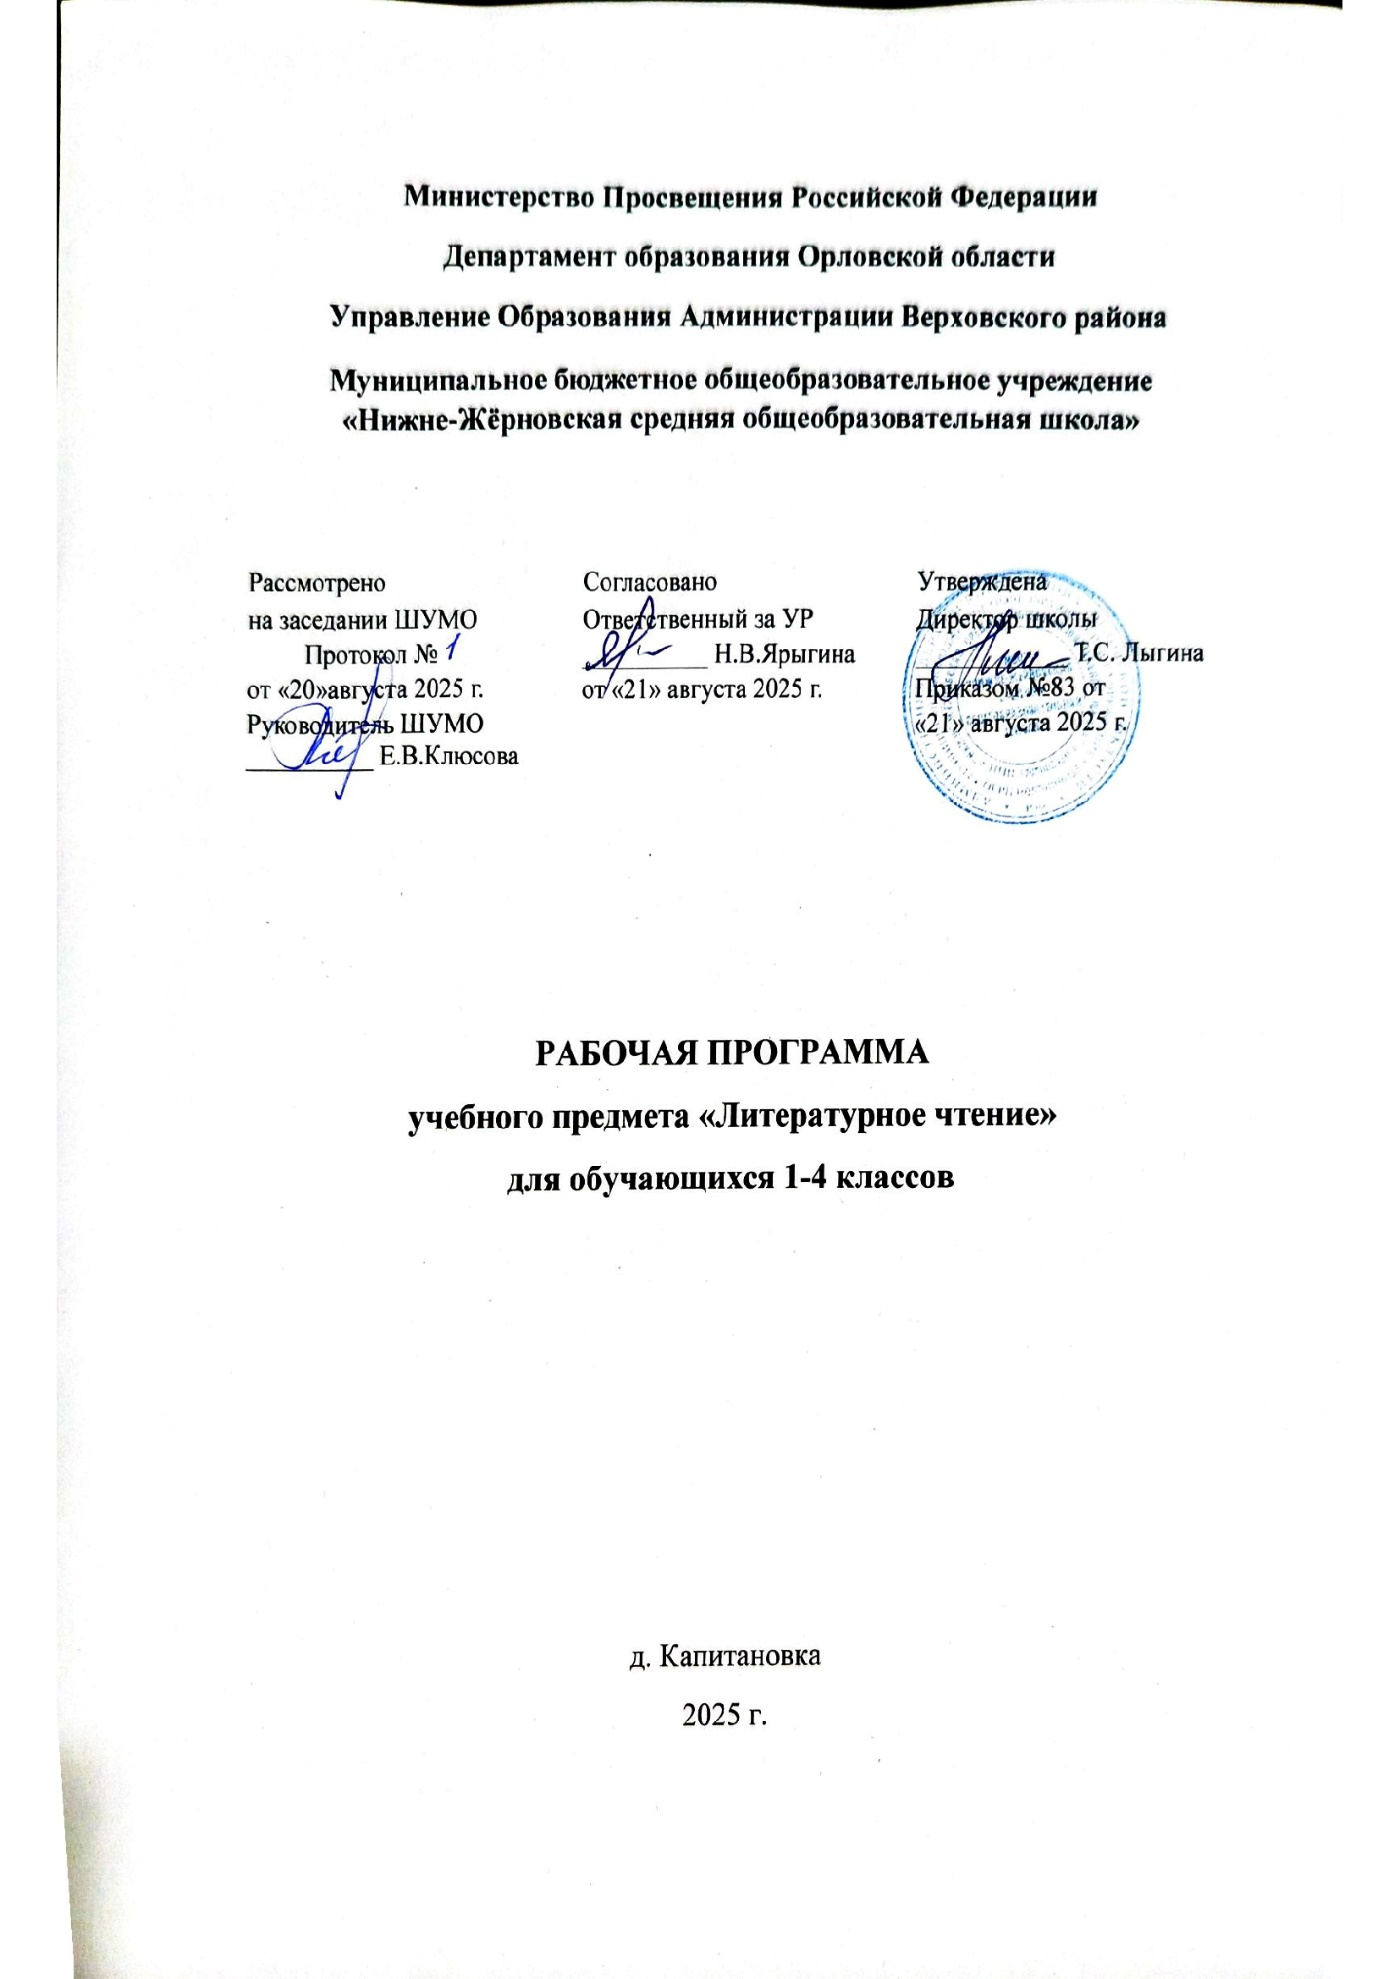 Министерство Просвещения Российской Федерации
Департамент образования Орловской области
Управление Образования Администрации Верховского района
Муниципальное бюджетное общеобразовательное учреждение
«Нижне-Жёрновская средняя общеобразовательная школа»
Рассмотрено
на заседании ШУМО
Протокол № 1
от «20»августа 2025 г.
Руководитель ШУМО
____________ Е.В.Клюсова
Согласовано
Ответственный за УР
____________ Н.В.Ярыгина
от «21» августа 2025 г.
Утверждена
Директор школы
____________ Т.С. Лыгина
Приказом №83 от
«21» августа 2025 г.
РАБОЧАЯ ПРОГРАММА
учебного предмета «Литературное чтение»
для обучающихся 1-4 классов
д. Капитановка
2025 г.